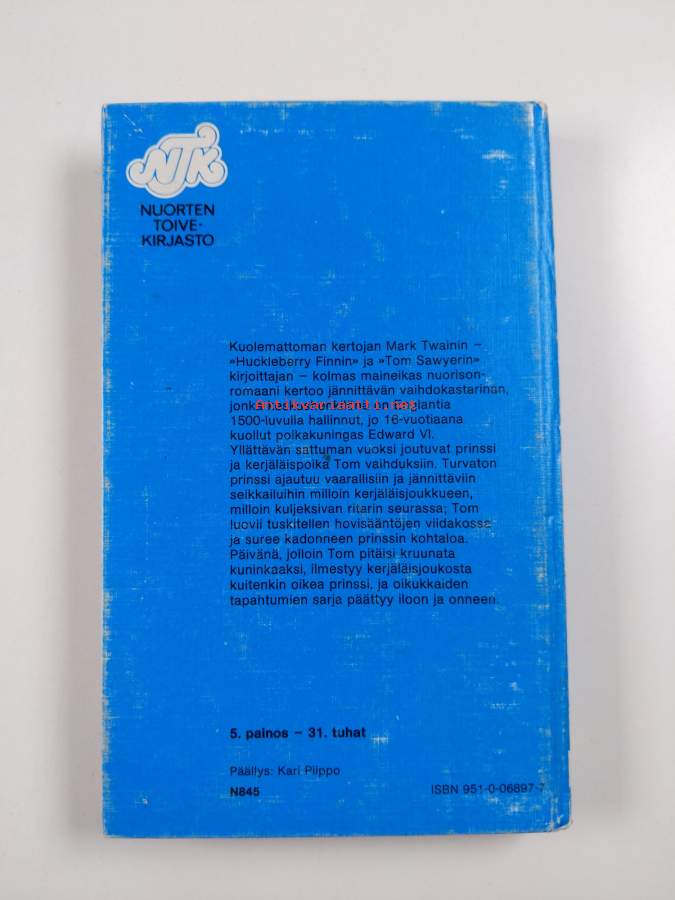 NTK
NUORTEN
TOIVE-
KIRJASTO
Kuolemattoman kertojan Mark Twainin –
»Huckleberry Finnin» ja »Tom Sawyerin»
kirjoittajan – kolmas maineikas nuorison-
romaani kertoo jännittävän vaihdokastarinan,
Antikvariaatti.net
1500-luvulla hallinnut, jo 16-vuotiaana
kuollut poikakuningas Edward VI.
Yllättävän sattuman vuoksi joutuvat prinssi
ja kerjäläispoika Tom vaihduksiin. Turvaton
prinssi ajautuu vaarallisiin ja jännittäviin
seikkailuihin milloin kerjäläisjoukkueen,
milloin kuljeksivan ritarin seurassa; Tom
luovii tuskitellen hovisääntöjen viidakossa
ja suree kadonneen prinssin kohtaloa.
Päivänä, jolloin Tom pitäisi kruunata
kuninkaaksi, ilmestyy kerjäläisjoukosta
kuitenkin oikea prinssi, ja oikukkaiden
tapahtumien sarja päättyy iloon ja onneen.
5. painos – 31. tuhat
Päällys: Kari Piippo
N845
ISBN 951-0-06897-7